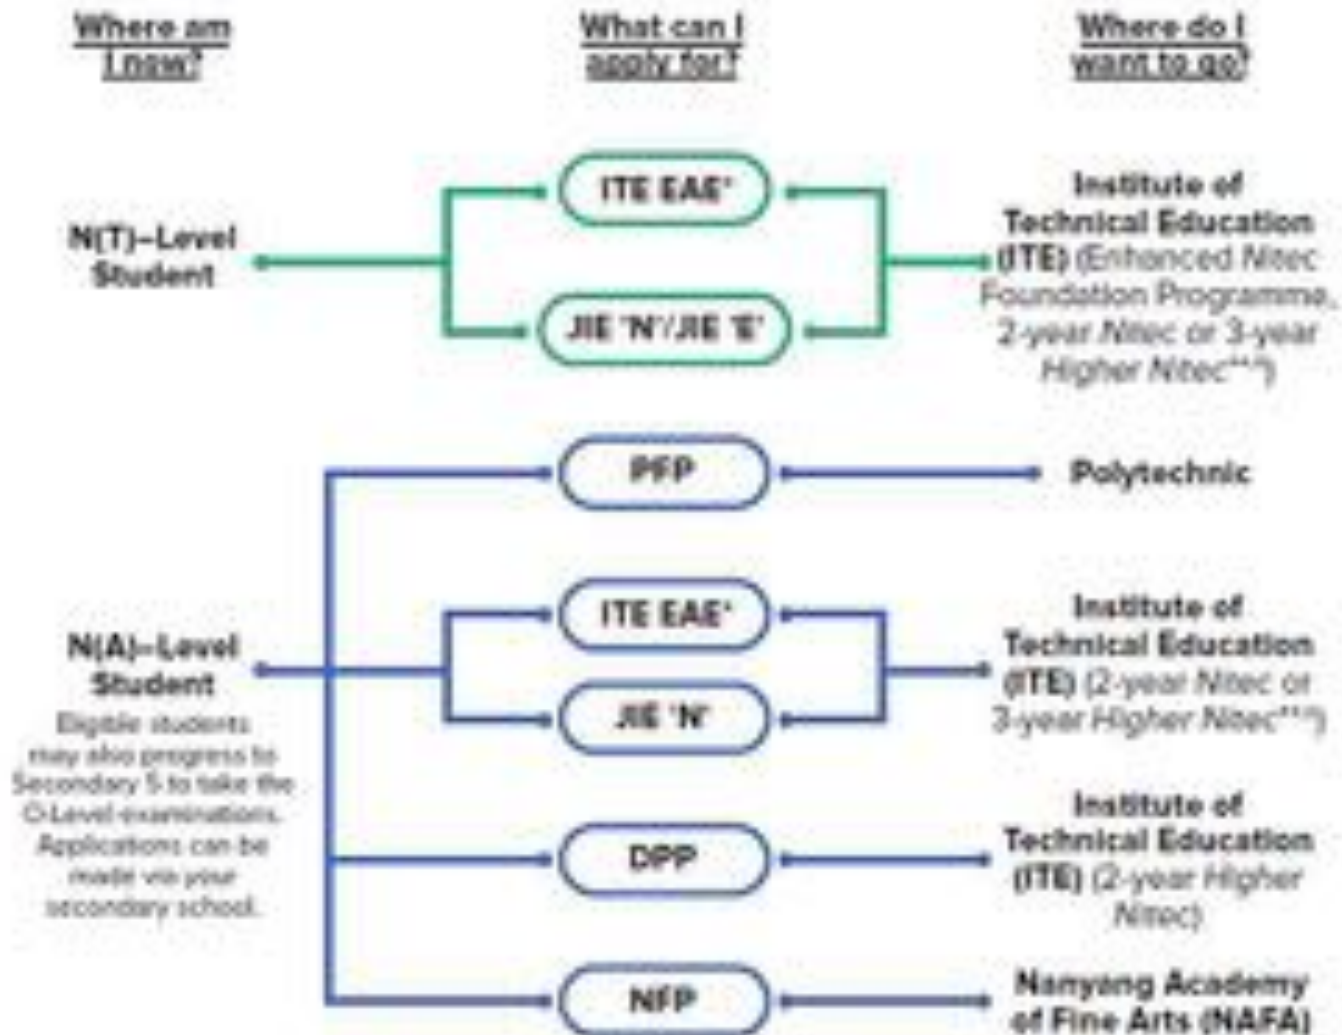 Where am
I now?
What can I
apply for?
Where do I
want to go?
N(T)–Level
Student
ITE EAE*
JIE 'N'/JIE 'E'
Institute of
Technical Education
(ITE) (Enhanced Nitec
Foundation Programme,
2-year Nitec or 3-year
Higher Nitec
N(A)–Level
Student
Eligible students
may also progress to
Secondary 5 to take the
O-Level examinations.
Applications can be
made via your
secondary school.
PFP
Polytechnic
ITE EAE*
JIE 'N'
Institute of
Technical Education
(ITE) (2-year Nitec or
3-year Higher Nitec
DPP
Institute of
Technical Education
(ITE) (2-year Higher
Nitec)
NFP
Nanyang Academy
of Fine Arts (NAFA)